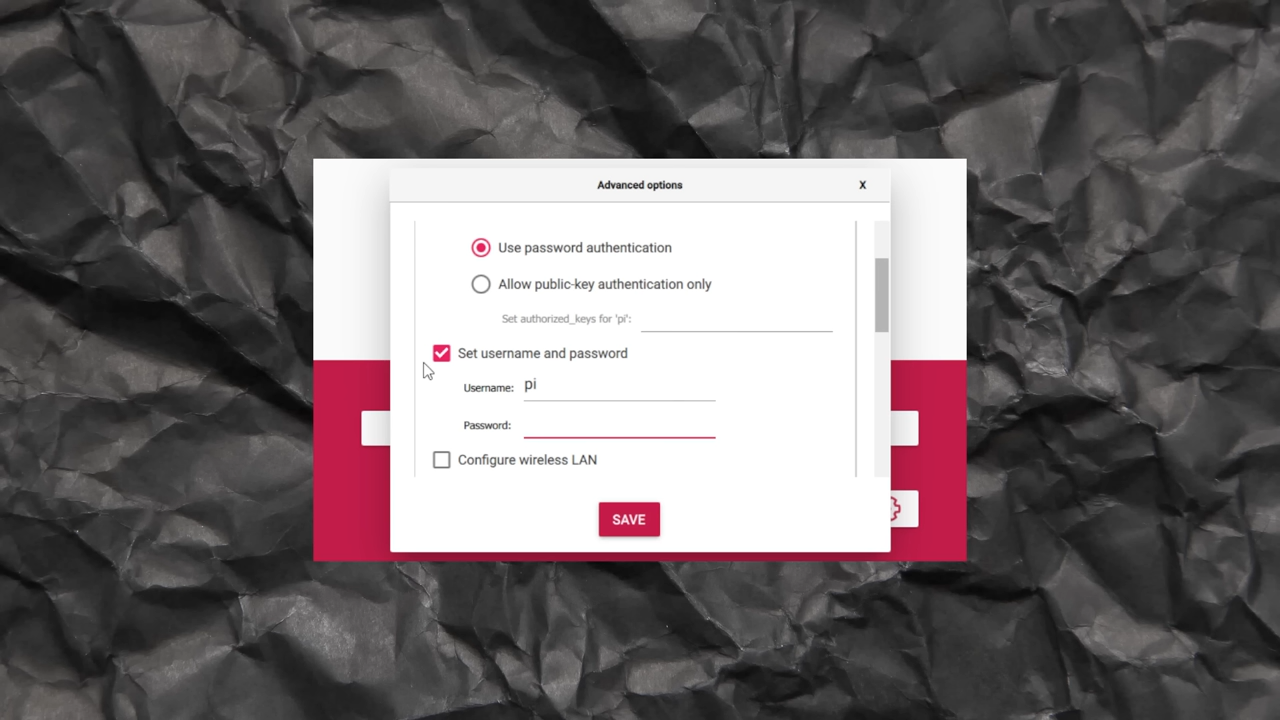 Advanced options X
Use password authentication
Allow public-key authentication only
Set authorized_keys for 'pi':
Set username and password
Username: pi
Password:
Configure wireless LAN
SAVE